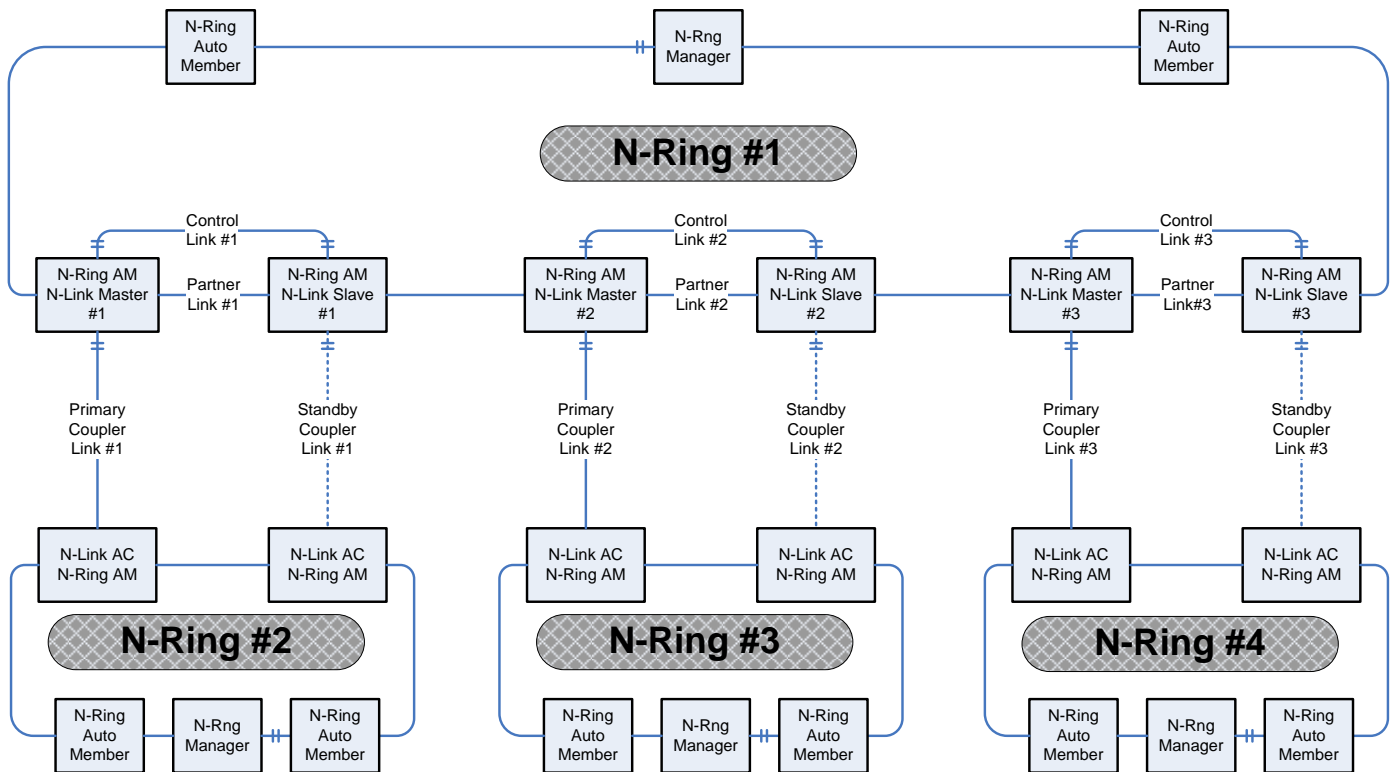 N-Ring
Auto
Member
N-Rng
Manager
N-Ring
Auto
Member
N-Ring #1
Control
Link #1
Control
Link #2
Control
Link #3
N-Ring AM
N-Link Master
#1
Partner
Link #1
N-Ring AM
N-Link Slave
#1
N-Ring AM
N-Link Master
#2
Partner
Link #2
N-Ring AM
N-Link Slave
#2
N-Ring AM
N-Link Master
#3
Partner
Link#3
N-Ring AM
N-Link Slave
#3
Primary
Coupler
Link #1
Standby
Coupler
Link #1
Primary
Coupler
Link #2
Standby
Coupler
Link #2
Primary
Coupler
Link #3
Standby
Coupler
Link #3
N-Link AC
N-Ring AM
N-Link AC
N-Ring AM
N-Link AC
N-Ring AM
N-Link AC
N-Ring AM
N-Link AC
N-Ring AM
N-Link AC
N-Ring AM
N-Ring #2
N-Ring #3
N-Ring #4
N-Ring
Auto
Member
N-Rng
Manager
N-Ring
Auto
Member
N-Ring
Auto
Member
N-Rng
Manager
N-Ring
Auto
Member
N-Ring
Auto
Member
N-Rng
Manager
N-Ring
Auto
Member